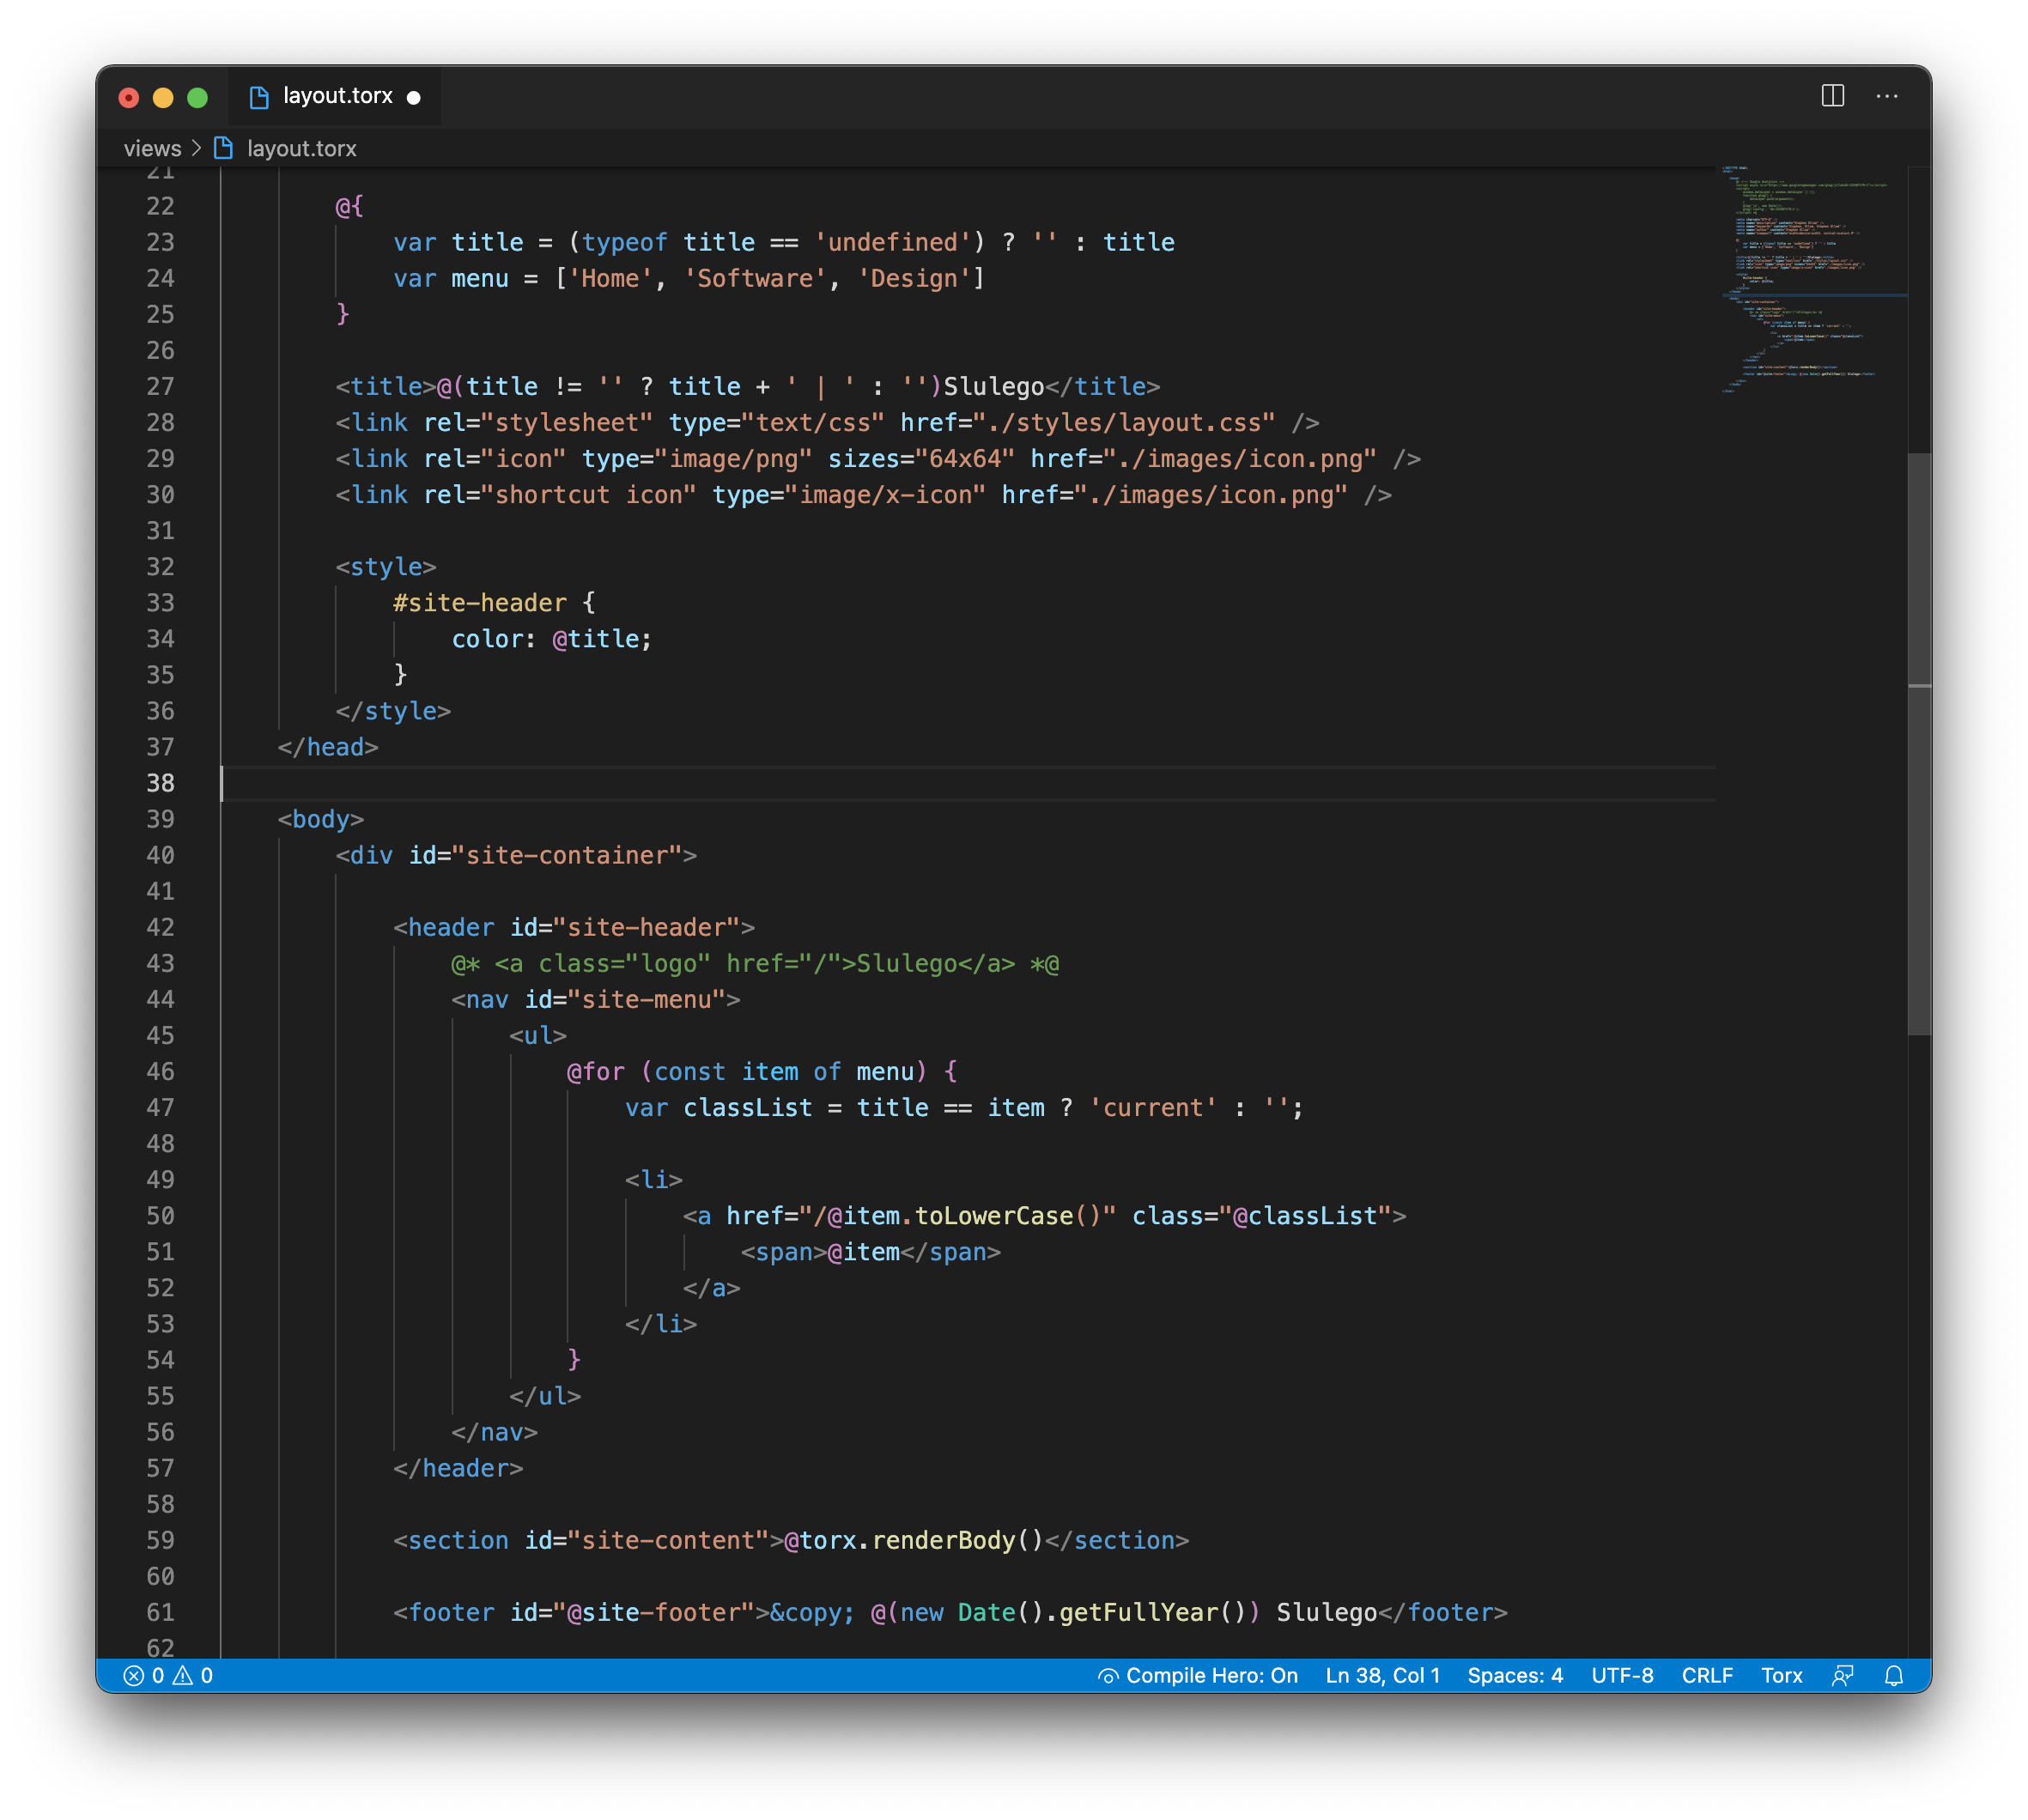 layout.torx
views > layout.torx
21
22 @{
23 var title = (typeof title == 'undefined') ? '' : title
24 var menu = ['Home', 'Software', 'Design']
25 }
26
27 <title>@(title != '' ? title + ' | ' : '')Slulego</title>
28 <link rel="stylesheet" type="text/css" href="./styles/layout.css" />
29 <link rel="icon" type="image/png" sizes="64x64" href="./images/icon.png" />
30 <link rel="shortcut icon" type="image/x-icon" href="./images/icon.png" />
31
32 <style>
33 #site-header {
34 color: @title;
35 }
36 </style>
37 </head>
38
39 <body>
40 <div id="site-container">
41
42 <header id="site-header">
43 @* <a class="logo" href="/">Slulego</a> *@
44 <nav id="site-menu">
45 <ul>
46 @for (const item of menu) {
47 var classList = title == item ? 'current' : '';
48
49 <li>
50 <a href="/@item.toLowerCase()" class="@classList">
51 <span>@item</span>
52 </a>
53 </li>
54 }
55 </ul>
56 </nav>
57 </header>
58
59 <section id="site-content">@torx.renderBody()</section>
60
61 <footer id="@site-footer">&copy; @(new Date().getFullYear()) Slulego</footer>
62
0 0 Compile Hero: On Ln 38, Col 1 Spaces: 4 UTF-8 CRLF Torx